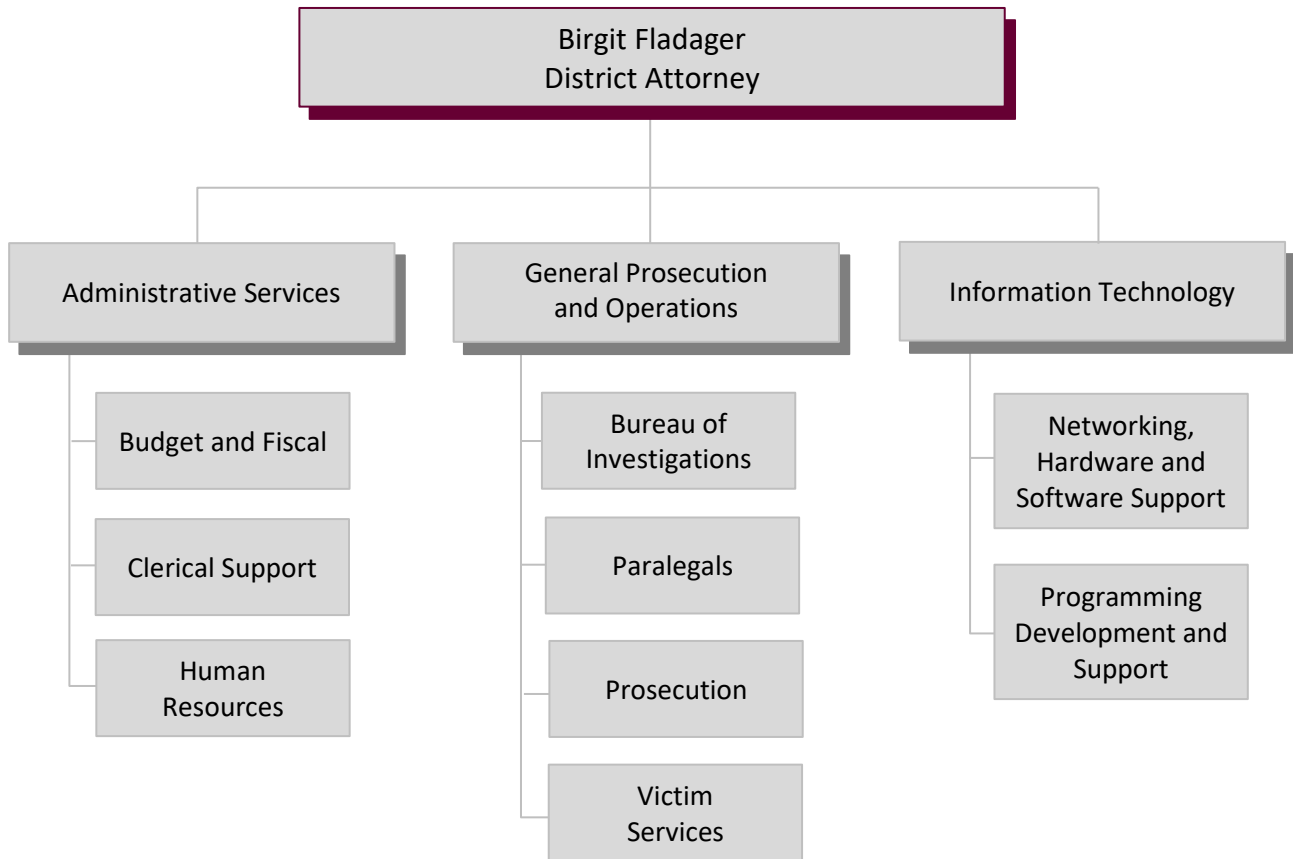 Birgit Fladager
District Attorney
Administrative Services
General Prosecution
and Operations
Information Technology
Budget and Fiscal
Clerical Support
Human
Resources
Bureau of
Investigations
Paralegals
Prosecution
Victim
Services
Networking,
Hardware and
Software Support
Programming
Development and
Support